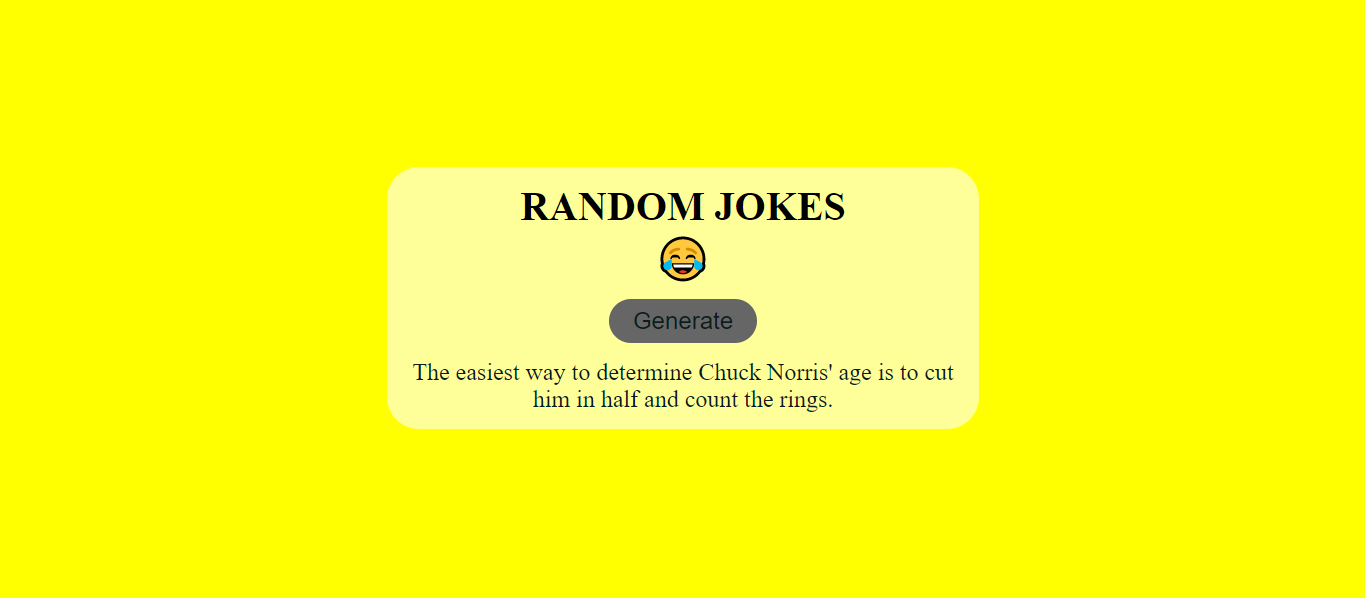 RANDOM JOKES
😂
Generate
The easiest way to determine Chuck Norris' age is to cut
him in half and count the rings.